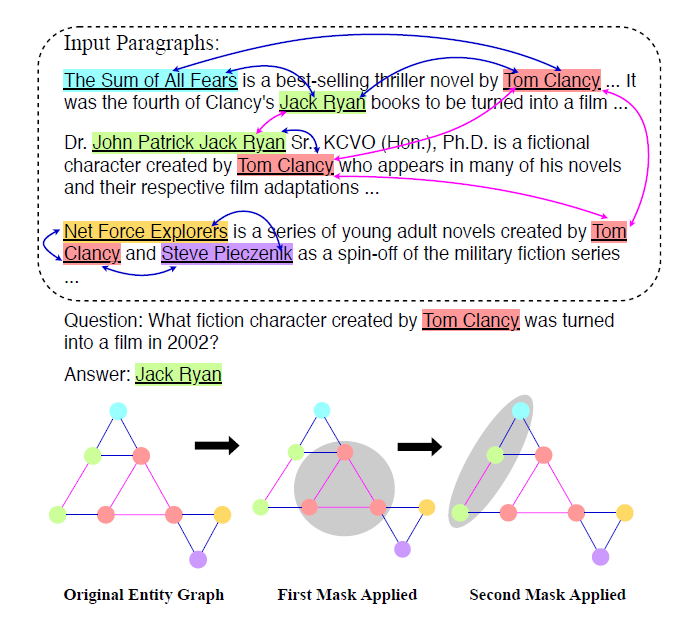 Input Paragraphs:
The Sum of All Fears is a best-selling thriller novel by Tom Clancy ... It
was the fourth of Clancy's Jack Ryan books to be turned into a film ...
Dr. John Patrick Jack Ryan Sr., KCVO (Hon.), Ph.D. is a fictional
character created by Tom Clancy who appears in many of his novels
and their respective film adaptations ...
Net Force Explorers is a series of young adult novels created by Tom
Clancy and Steve Pieczenik as a spin-off of the military fiction series
...
Question: What fiction character created by Tom Clancy was turned
into a film in 2002?
Answer: Jack Ryan
Original Entity Graph
First Mask Applied
Second Mask Applied